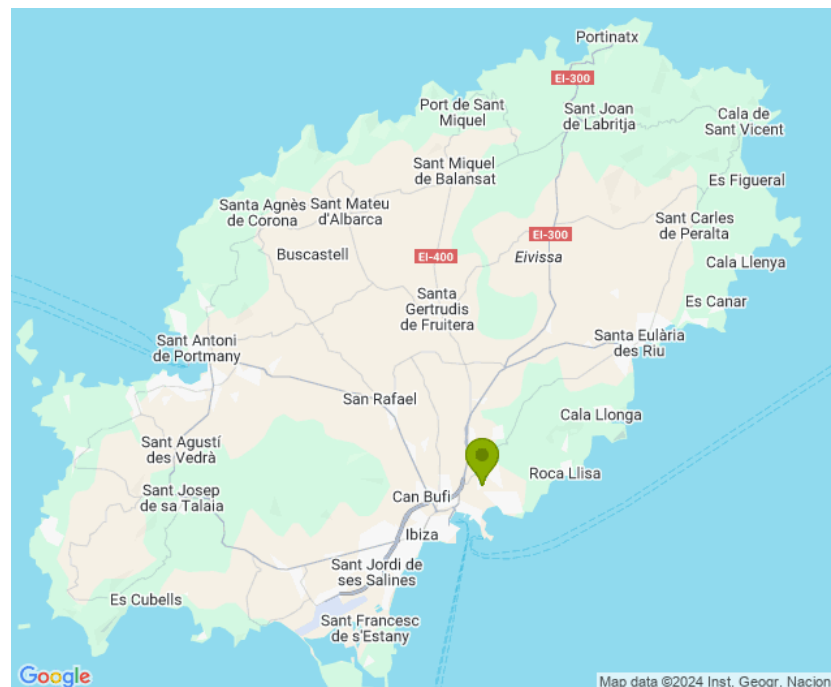 Portinatx
EI-300
Port de Sant
Miquel
Sant Joan
de Labritja
Cala de
Sant Vicent
Sant Miquel
de Balansat
Es Figueral
Santa Agnès
de Corona
Sant Mateu
d'Albarca
Sant Carles
de Peralta
EI-300
Buscastell
EI-400
Eivissa
Cala Llenya
Santa
Gertrudis
de Fruitera
Es Canar
Sant Antoni
de Portmany
Santa Eulària
des Riu
San Rafael
Cala Llonga
Sant Agustí
des Vedrà
Roca Llisa
Sant Josep
de sa Talaia
Can Bufí
Ibiza
Sant Jordi de
ses Salines
Es Cubells
Sant Francesc
de s'Estany
Google
Map data ©2024 Inst. Geogr. Nacion